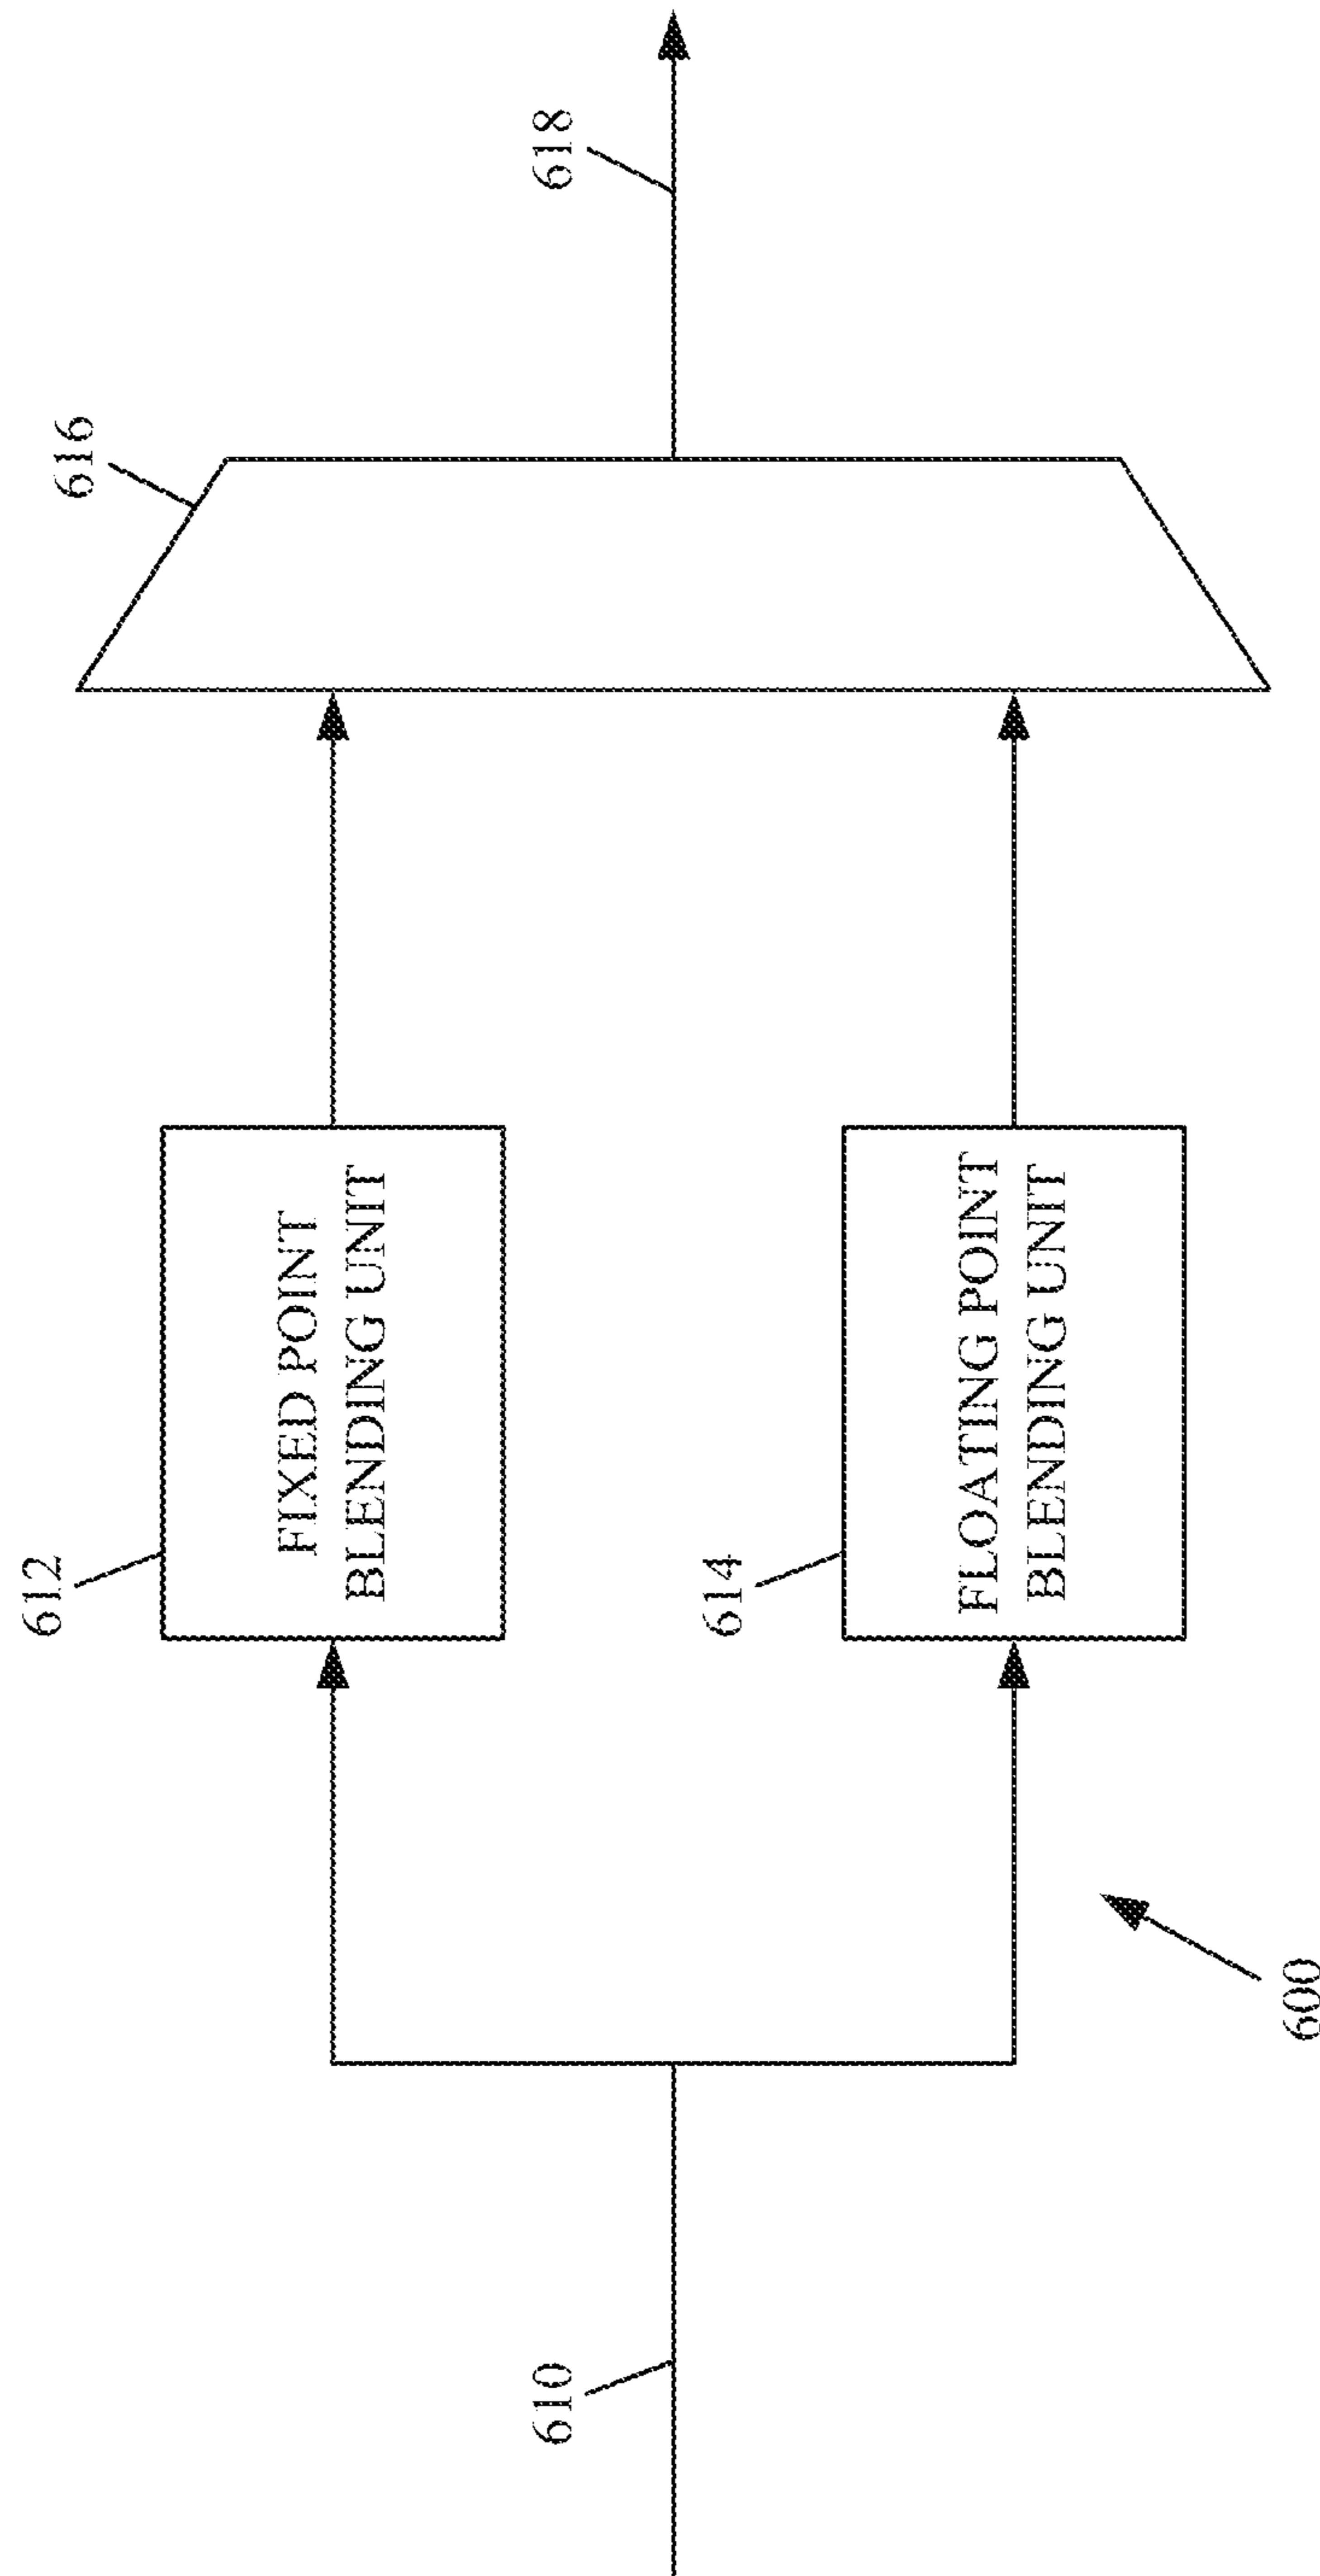 610
612
FIXED POINT
BLENDING UNIT
614
FLOATING POINT
BLENDING UNIT
616
618
600